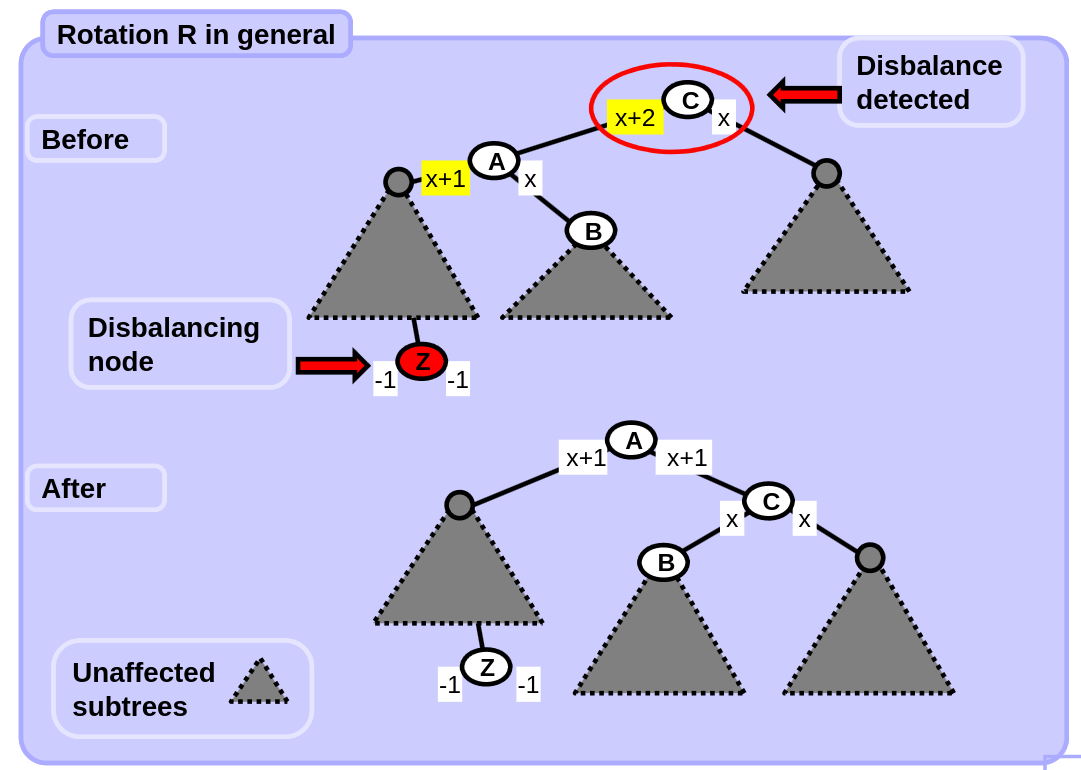 Rotation R in general
Disbalance
detected
C
x+2
x
Before
A
x+1
x
B
Disbalancing
node
Z
-1
-1
A
x+1
x+1
After
C
x
x
B
Z
-1
-1
Unaffected
subtrees